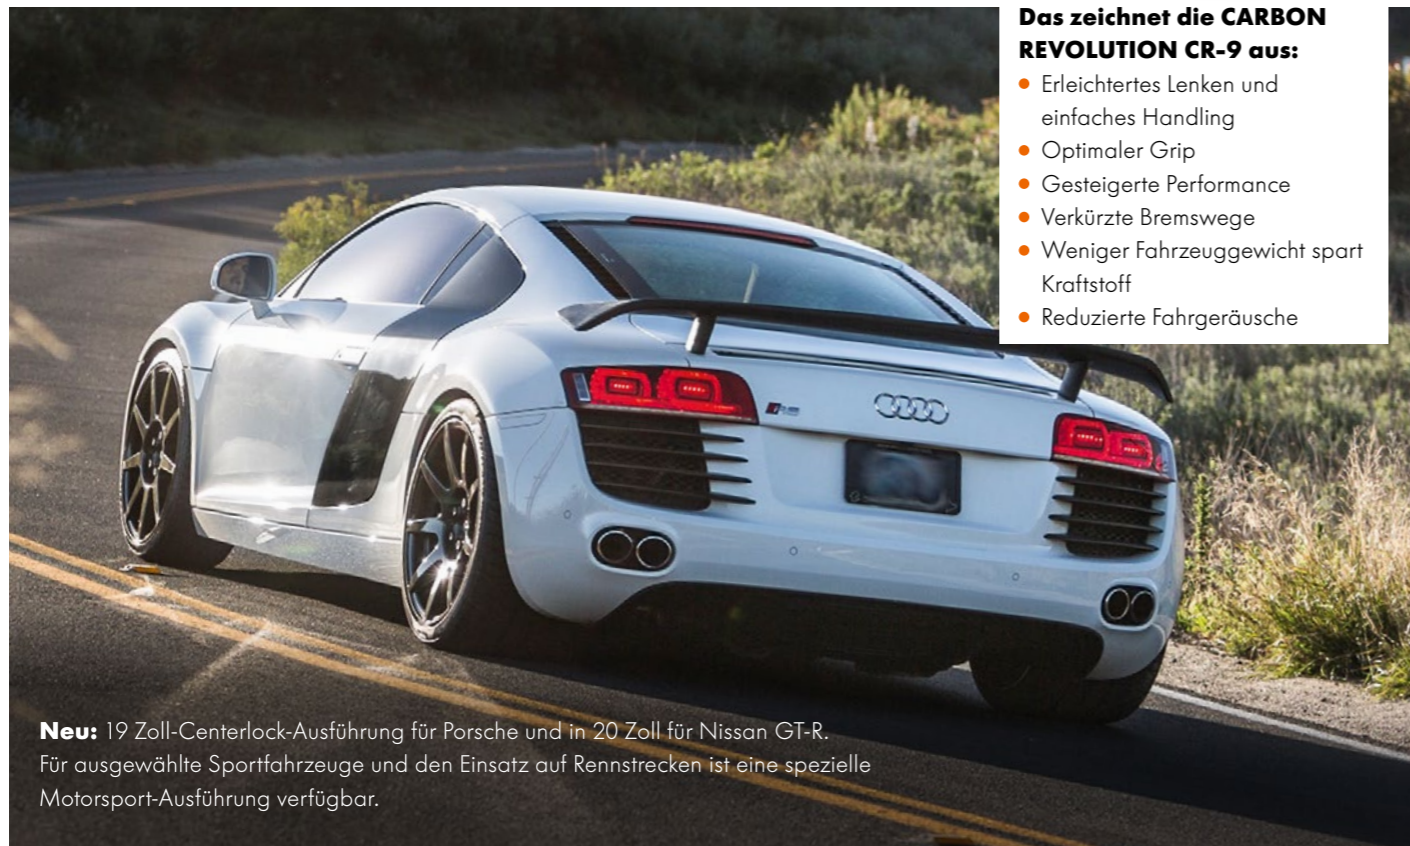 Das zeichnet die CARBON
REVOLUTION CR-9 aus:
Erleichtertes Lenken und
einfaches Handling
Optimaler Grip
Gesteigerte Performance
Verkürzte Bremswege
Weniger Fahrzeuggewicht spart
Kraftstoff
Reduzierte Fahrgeräusche
Neu: 19 Zoll-Centerlock-Ausführung für Porsche und in 20 Zoll für Nissan GT-R.
Für ausgewählte Sportfahrzeuge und den Einsatz auf Rennstrecken ist eine spezielle
Motorsport-Ausführung verfügbar.